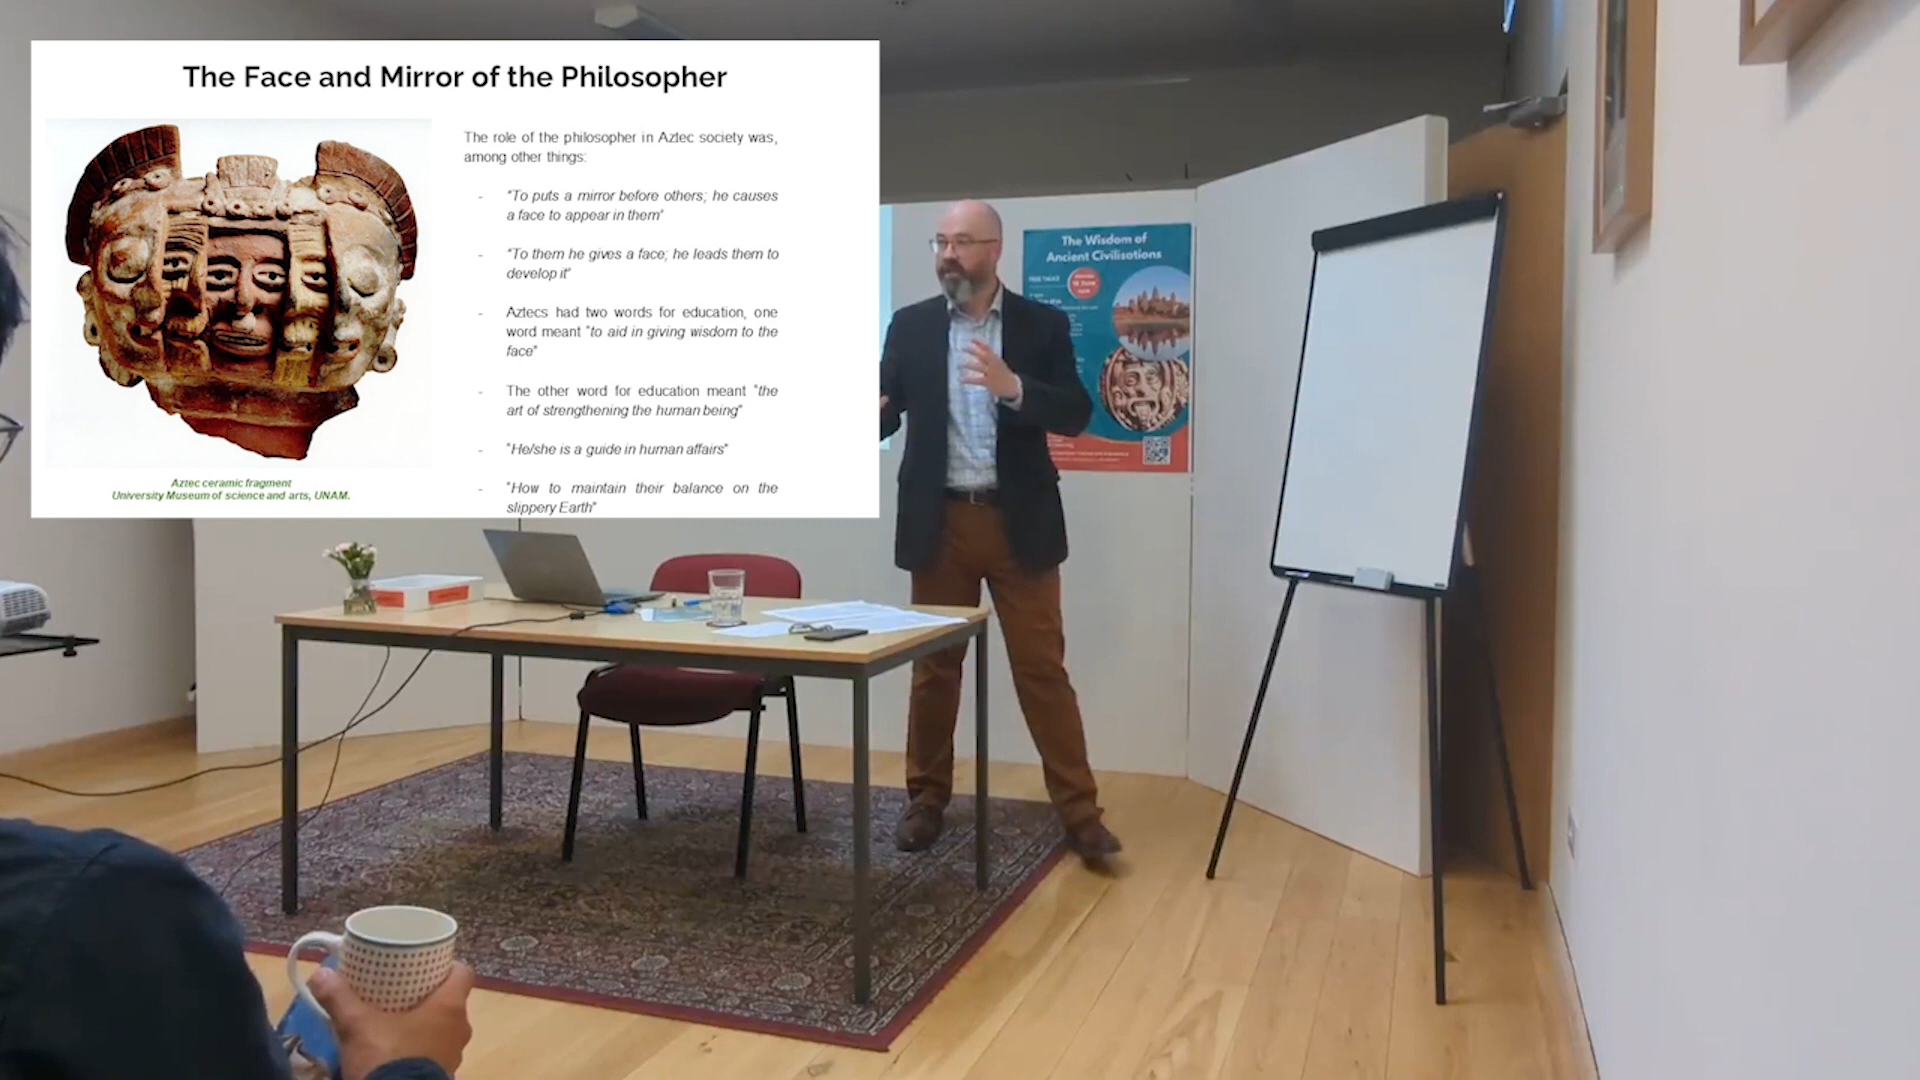 The Face and Mirror of the Philosopher
The role of the philosopher in Aztec society was,
among other things:
- "To puts a mirror before others; he causes
a face to appear in them"
- "To them he gives a face; he leads them to
develop it"
- Aztecs had two words for education, one
word meant "to aid in giving wisdom to the
face"
- The other word for education meant "the
art of strengthening the human being"
- "He/she is a guide in human affairs"
- "How to maintain their balance on the
slippery Earth"
Aztec ceramic fragment
University Museum of science and arts, UNAM.
The Wisdom of
Ancient Civilisations
FREE TALKS